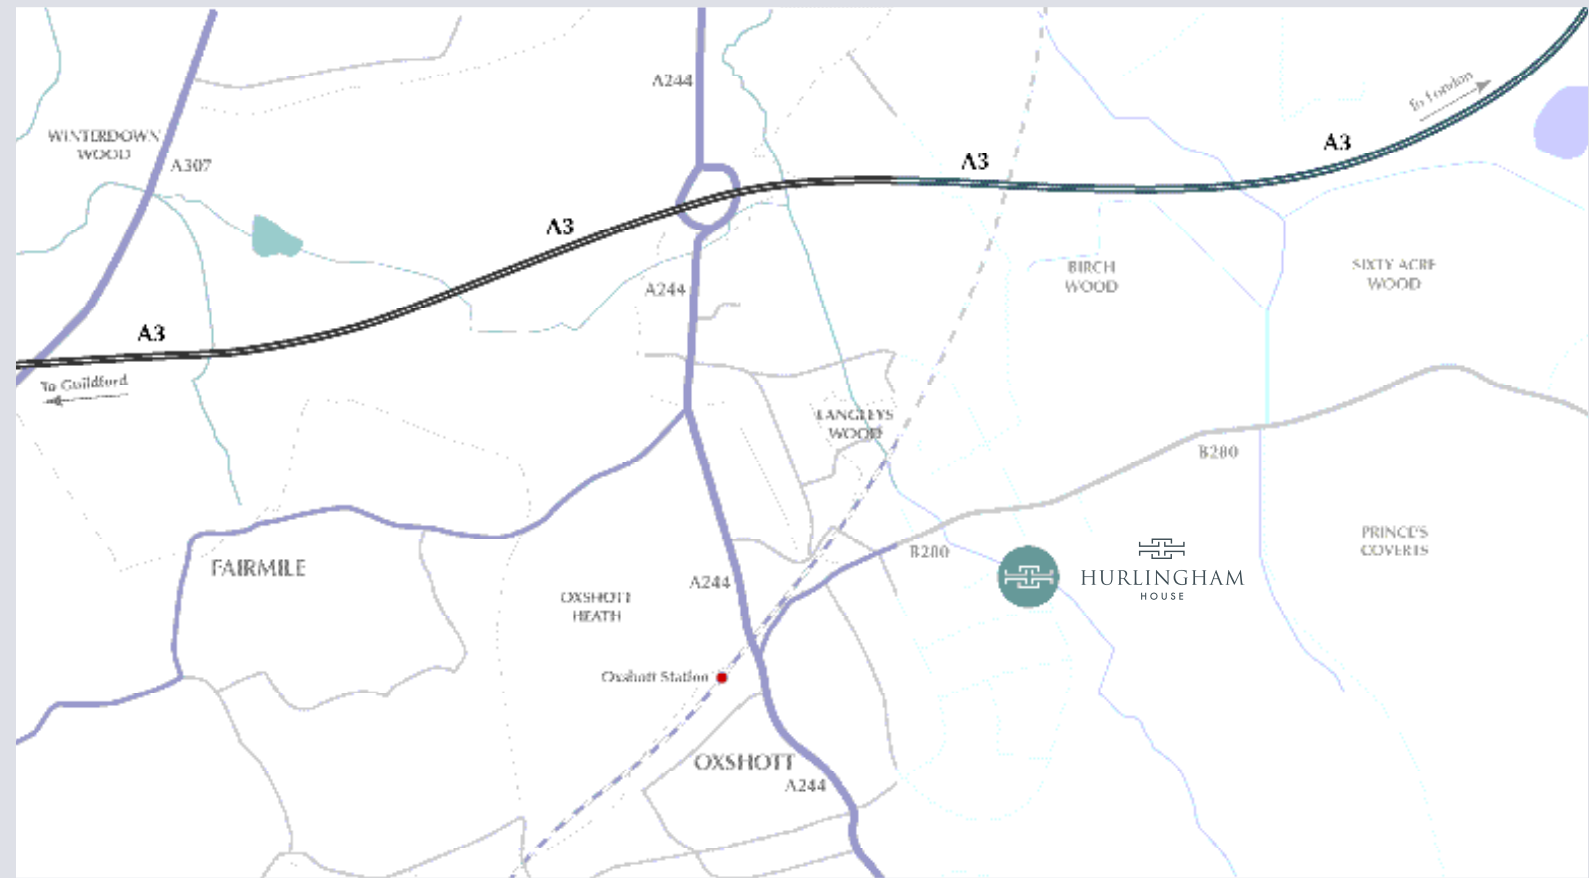 A244
To London
A3
WINTERDOWN
WOOD
A307
A3
A3
BIRCH
WOOD
SIXTY ACRE
WOOD
A244
A3
To Guildford
LANGLEYS
WOOD
B280
PRINCE'S
COVERTS
B280
FAIRMILE
HURLINGHAM
HOUSE
A244
OXSHOTT
HEATH
Oxshott Station
OXSHOTT
A244